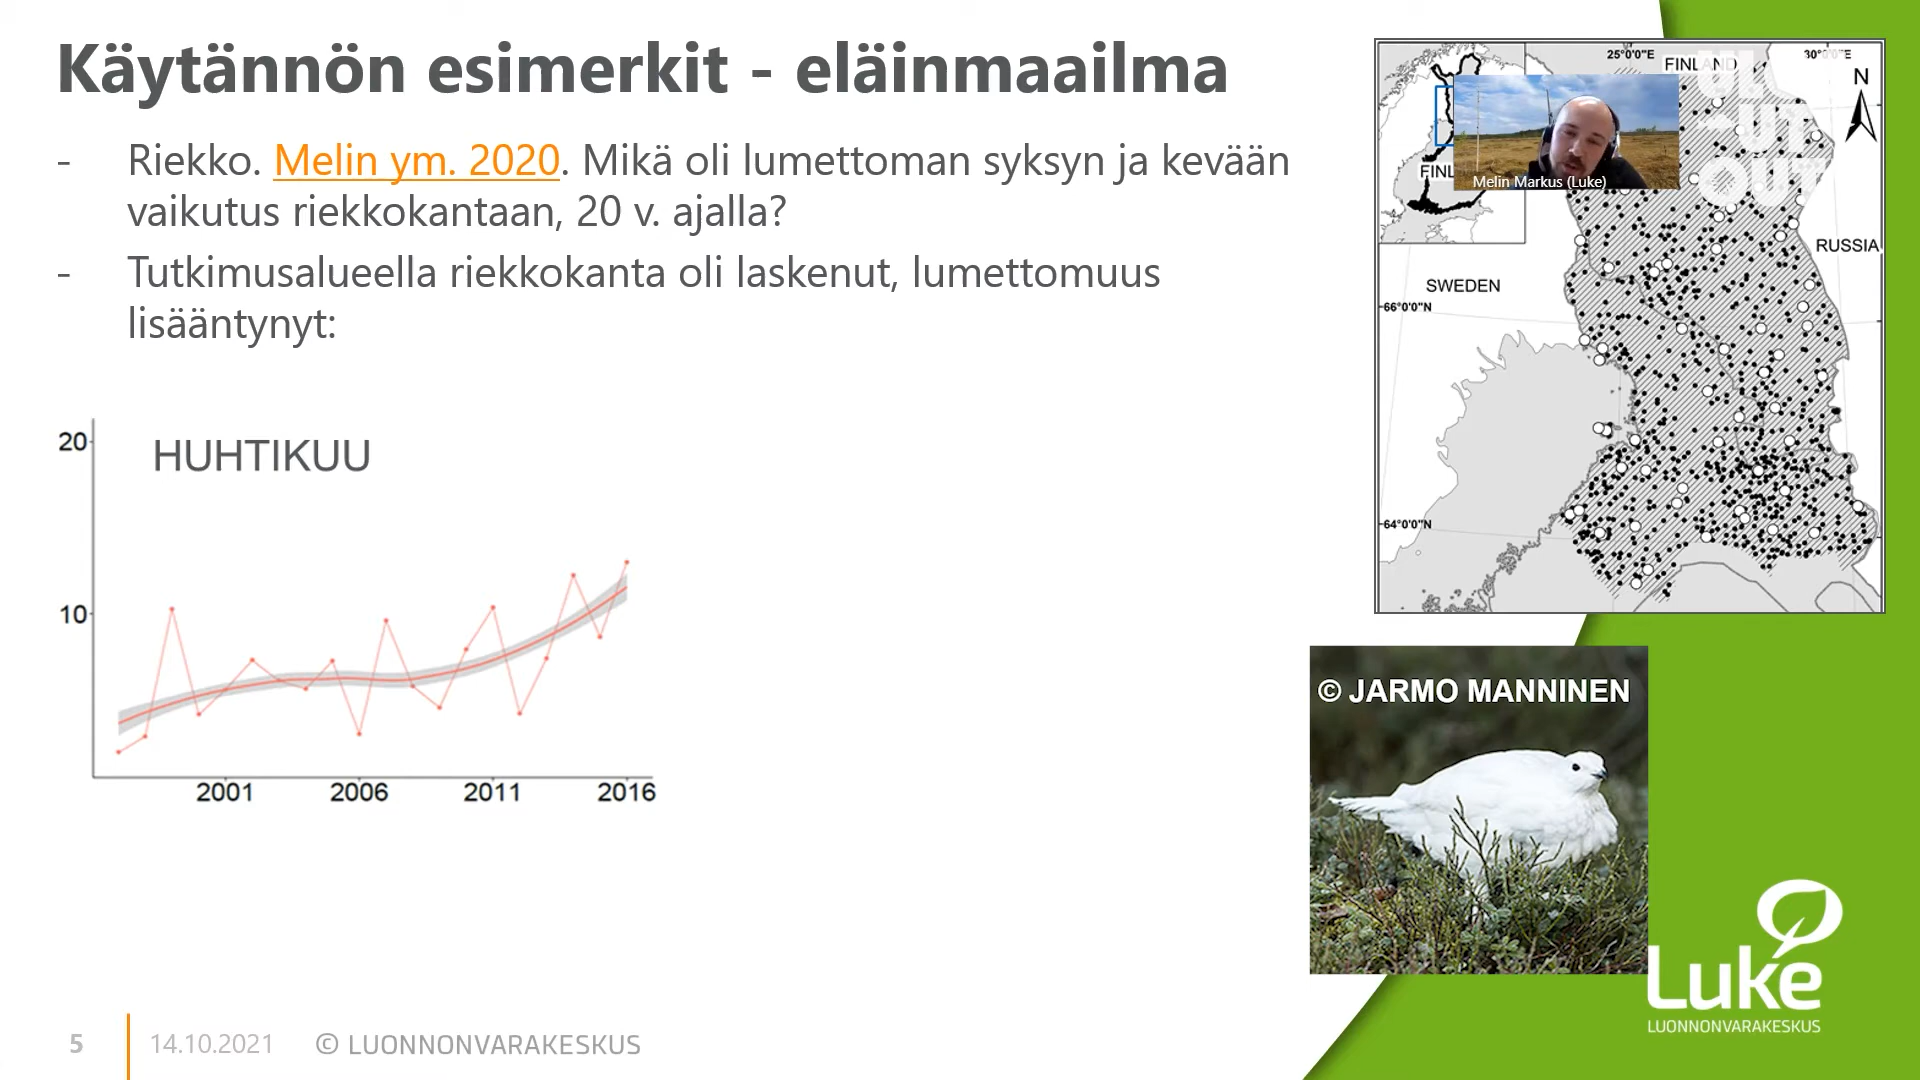 Käytännön esimerkit - eläinmaailma
- Riekko. Melin ym. 2020. Mikä oli lumettoman syksyn ja kevään
vaikutus riekkokantaan, 20 v. ajalla?
- Tutkimusalueella riekkokanta oli laskenut, lumettomuus
lisääntynyt:
HUHTIKUU
20
10
2001 2006 2011 2016
25°0'0"E
30°0'0"E
FINLAND
N
FINL
Melin Markus (Luke)
RUSSIA
SWEDEN
66°0'0"N
64°0'0"N
© JARMO MANNINEN
Luke
LUONNONVARAKESKUS
5
14.10.2021
© LUONNONVARAKESKUS